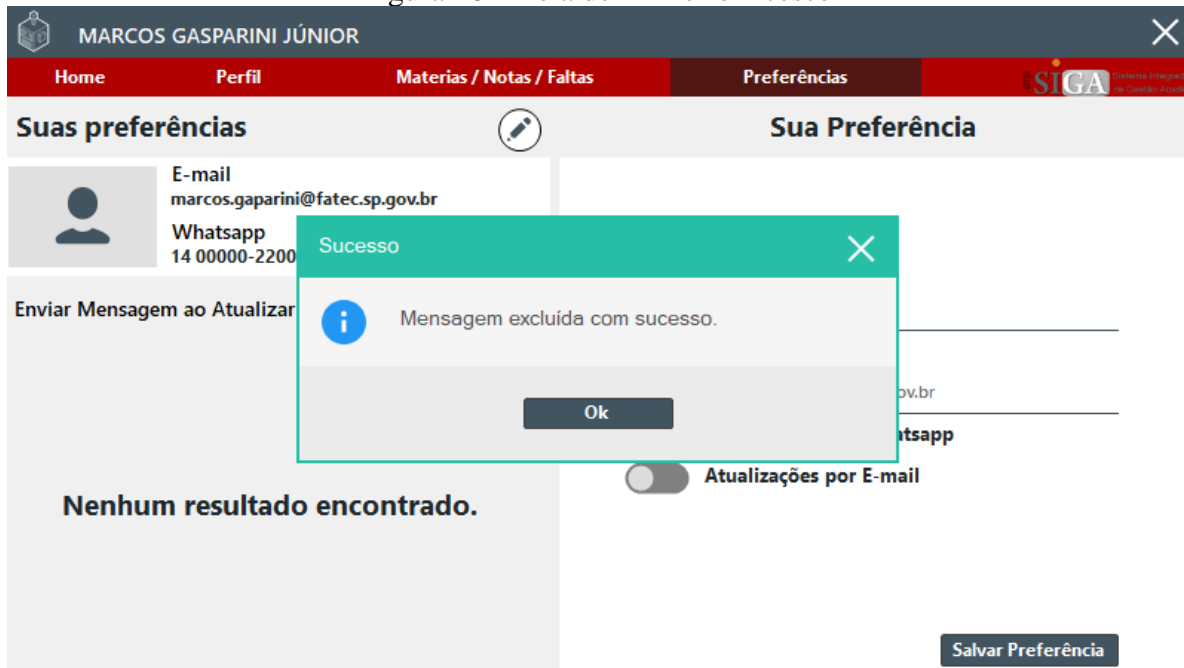 MARCOS GASPARINI JÚNIOR
Home Perfil Materias / Notas / Faltas Preferências
SIGA
Suas preferências
Sua Preferência
E-mail
marcos.gaparini@fatec.sp.gov.br
Whatsapp
14 00000-2200
Enviar Mensagem ao Atualizar
Nenhum resultado encontrado.
Sucesso
Mensagem excluída com sucesso.
Ok
ov.br
atsapp
Atualizações por E-mail
Salvar Preferência